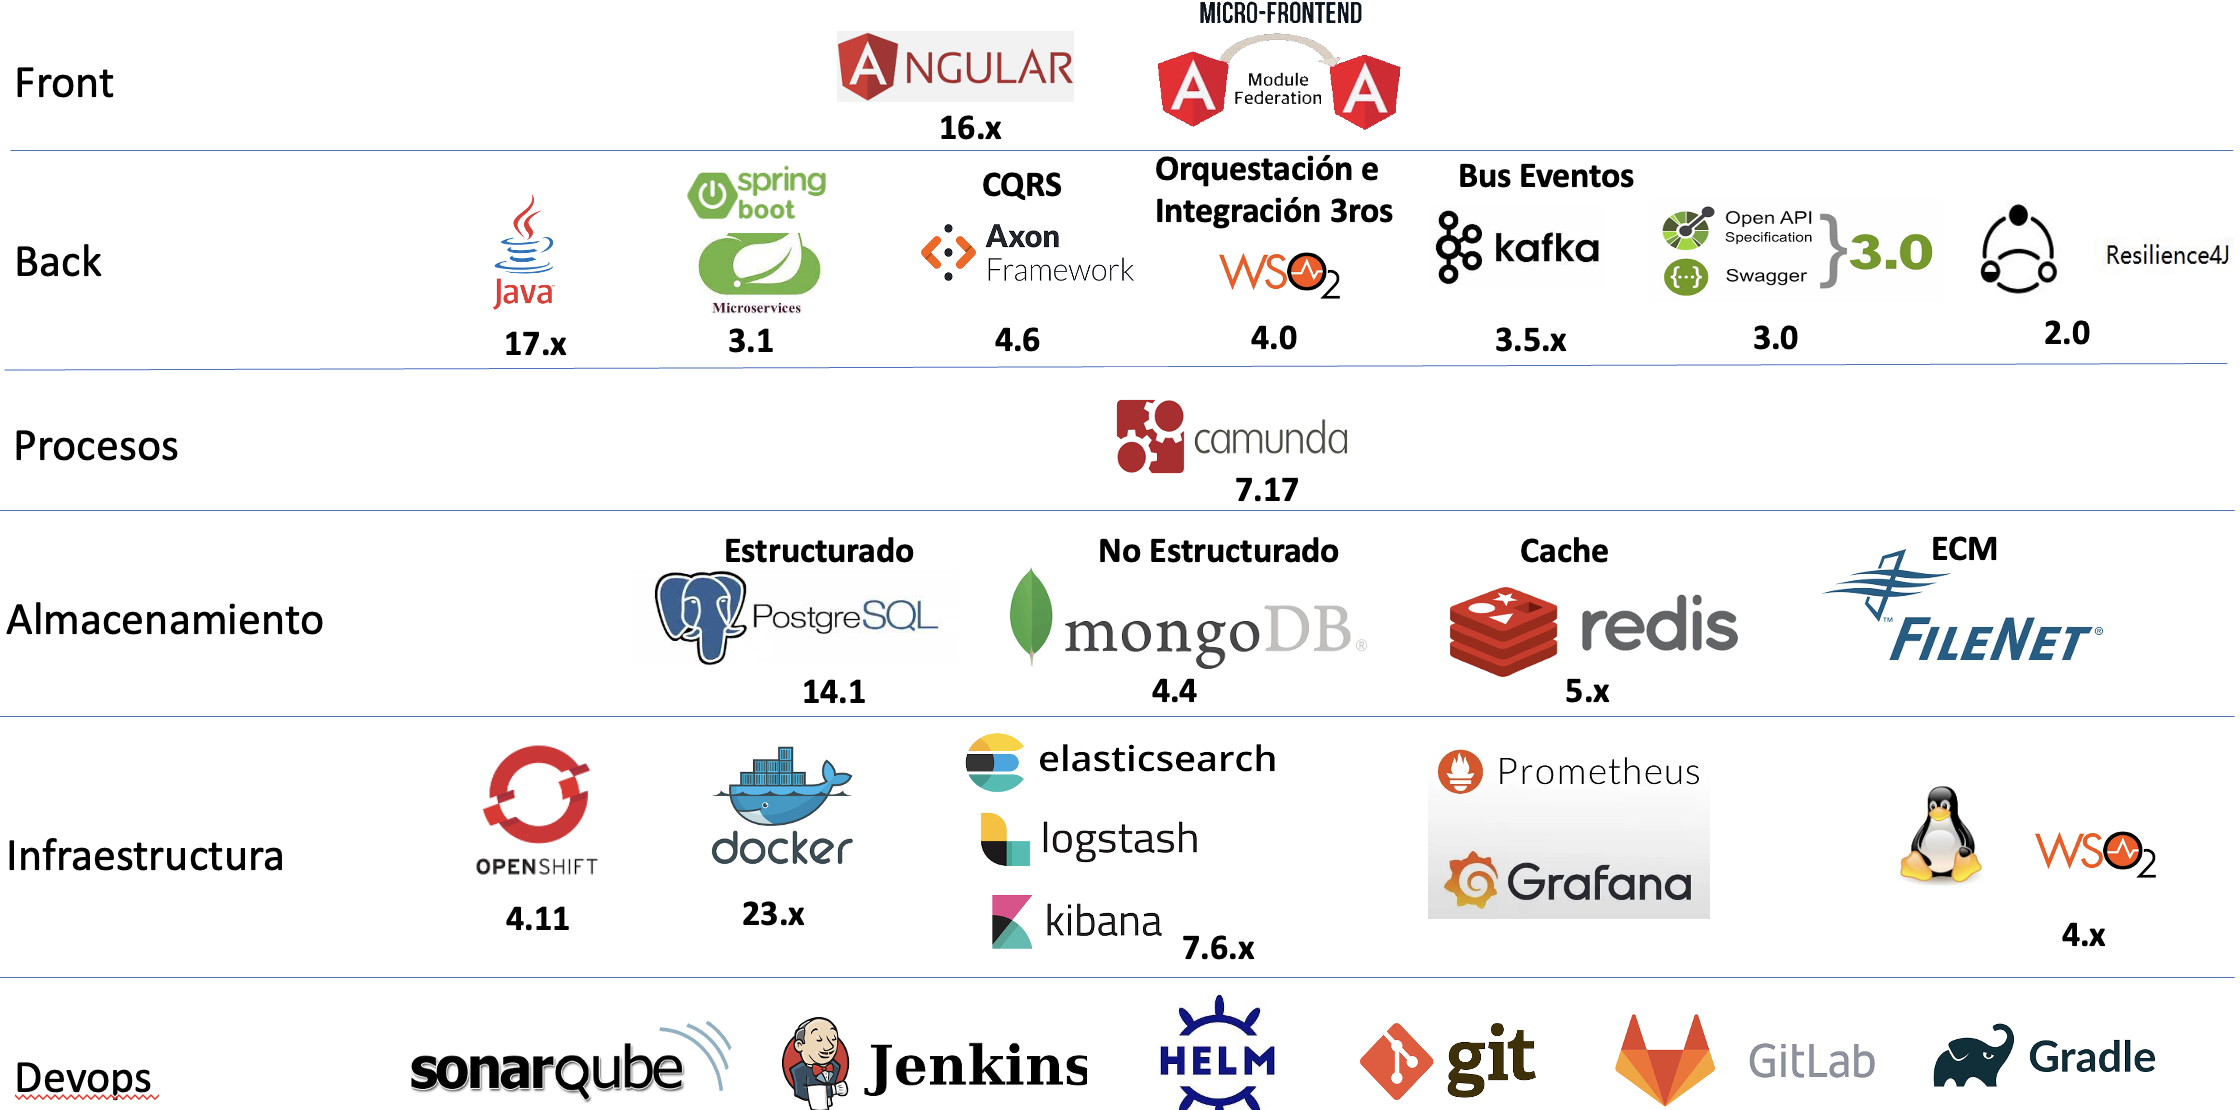 MICRO-FRONTEND
Front
ANGULAR
Module
Federation
16.x
Back
Java
17.x
spring
boot
Microservices
3.1
CQRS
Axon
Framework
4.6
Orquestación e
Integración 3ros
WSO2
4.0
Bus Eventos
kafka
3.5.x
Open API
Specification
Swagger
3.0
3.0
Resilience4J
2.0
Procesos
camunda
7.17
Almacenamiento
Estructurado
PostgreSQL
14.1
No Estructurado
mongoDB®
4.4
Cache
redis
5.x
ECM
™FILENET®
Infraestructura
OPENSHIFT
4.11
docker
23.x
elasticsearch
logstash
kibana
7.6.x
Prometheus
Grafana
WSO2
4.x
Devops
sonarqube
Jenkins
HELM
git
GitLab
Gradle